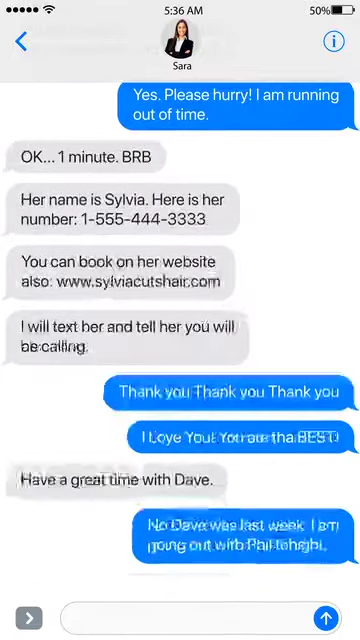 5:36 AM
50%
Sara
Yes. Please hurry! I am running
out of time.
OK... 1 minute. BRB
Her name is Sylvia. Here is her
number: 1-555-444-3333
You can book on her website
also: www.sylviacutshair.com
I will text her and tell her you will
be calling.
Thank you Thank you Thank you
I Love You! You are the BEST!
Have a great time with Dave.
No Dave was last week. I am
going out with Phil tonight.